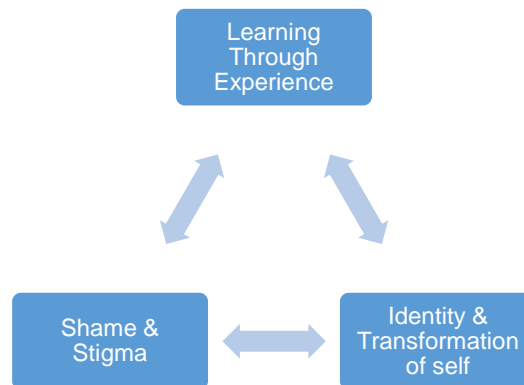 Learning
Through
Experience
Shame &
Stigma
Identity &
Transformation
of self